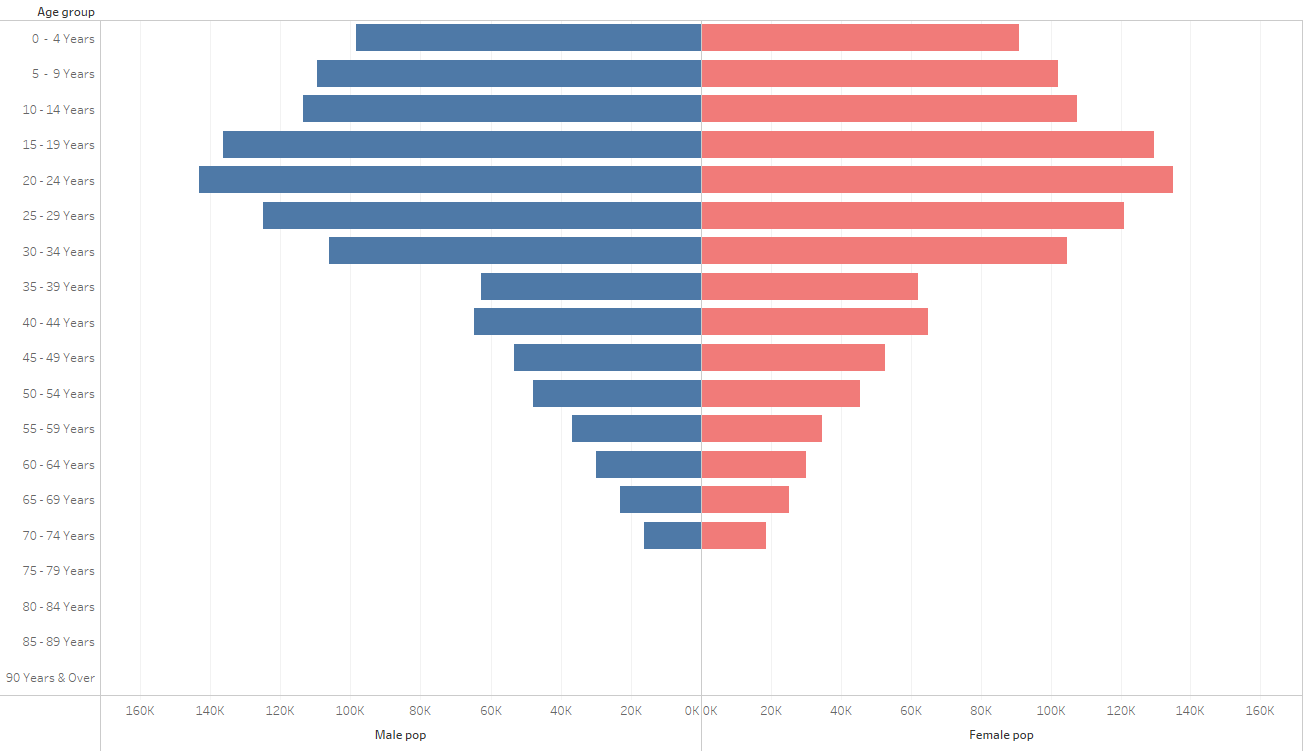 Age group
0 - 4 Years
5 - 9 Years
10 - 14 Years
15 - 19 Years
20 - 24 Years
25 - 29 Years
30 - 34 Years
35 - 39 Years
40 - 44 Years
45 - 49 Years
50 - 54 Years
55 - 59 Years
60 - 64 Years
65 - 69 Years
70 - 74 Years
75 - 79 Years
80 - 84 Years
85 - 89 Years
90 Years & Over
160K 140K 120K 100K 80K 60K 40K 20K 0K 0K 20K 40K 60K 80K 100K 120K 140K 160K
Male pop Female pop